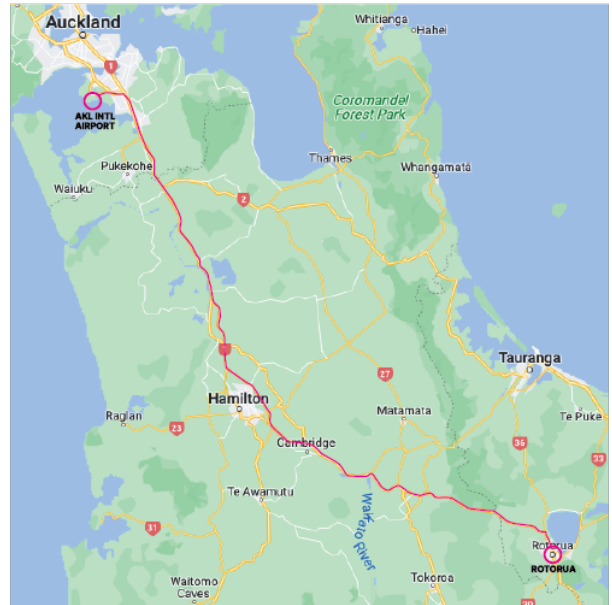 Auckland
Whitianga
Hahei
1
AKL INTL
AIRPORT
Coromandel
Forest Park
Thames
Pukekohe
Whangamatā
Waiuku
2
Tauranga
27
Hamilton
Te Puke
Raglan
23
Matamata
36
33
Cambridge
Te Awamutu
Waikato River
31
Rotorua
ROTORUA
Waitomo
Caves
Tokoroa
30